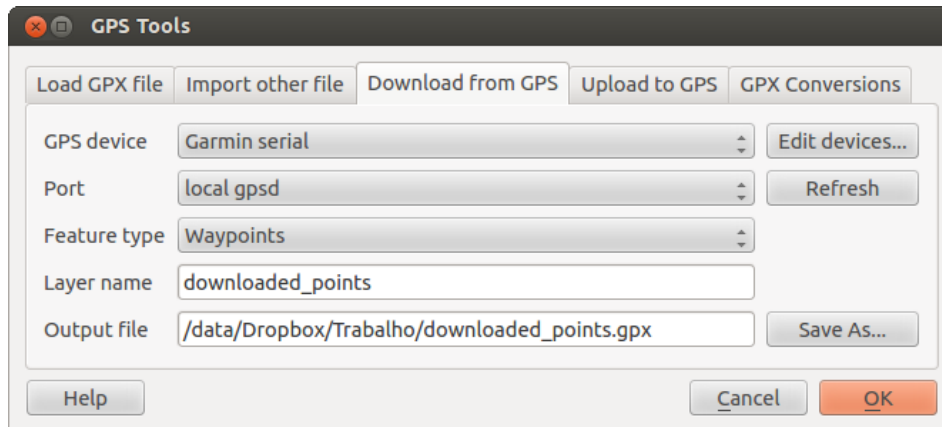 GPS Tools
Load GPX file Import other file Download from GPS Upload to GPS GPX Conversions
GPS device Garmin serial Edit devices...
Port local gpsd Refresh
Feature type Waypoints
Layer name downloaded_points
Output file /data/Dropbox/Trabalho/downloaded_points.gpx Save As...
Help Cancel OK